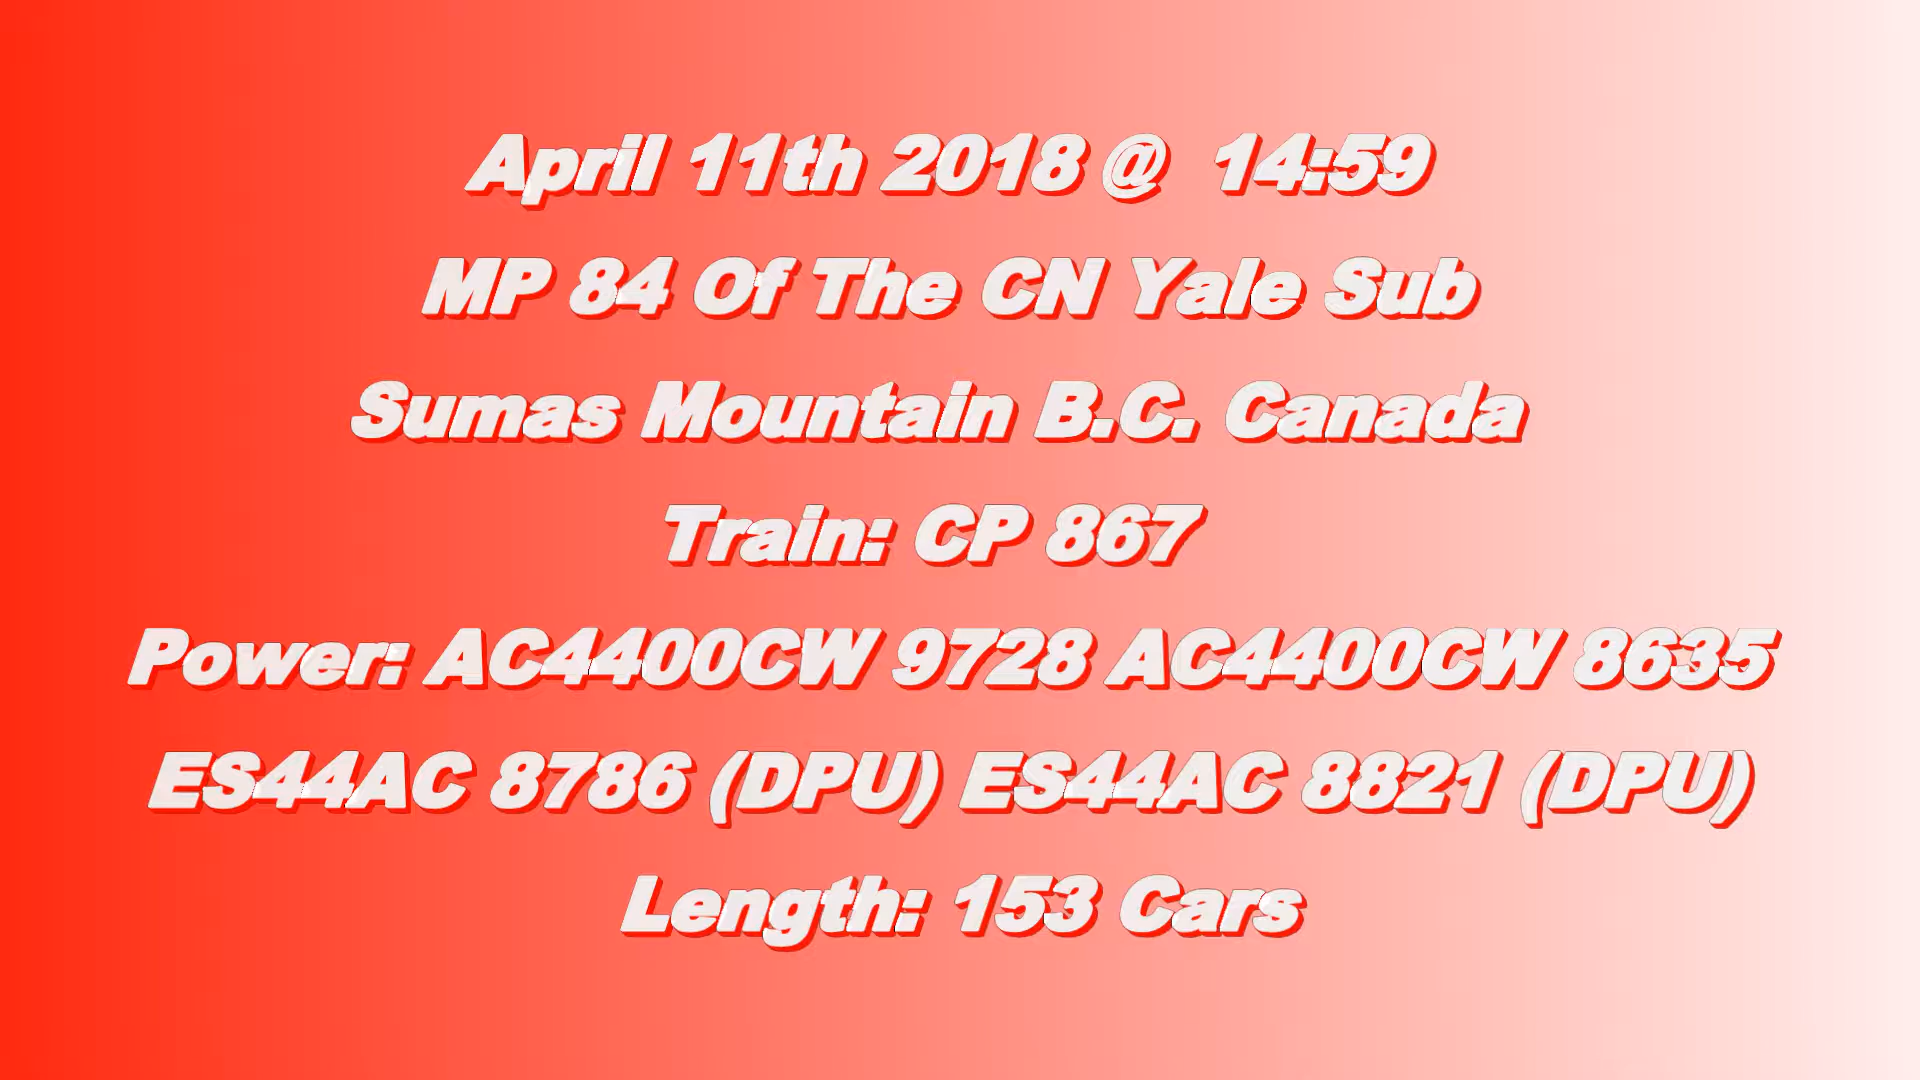 April 11th 2018 @ 14:59
MP 84 Of The CN Yale Sub
Sumas Mountain B.C. Canada
Train: CP 867
Power: AC4400CW 9728 AC4400CW 8635
ES44AC 8786 (DPU) ES44AC 8821 (DPU)
Length: 153 Cars